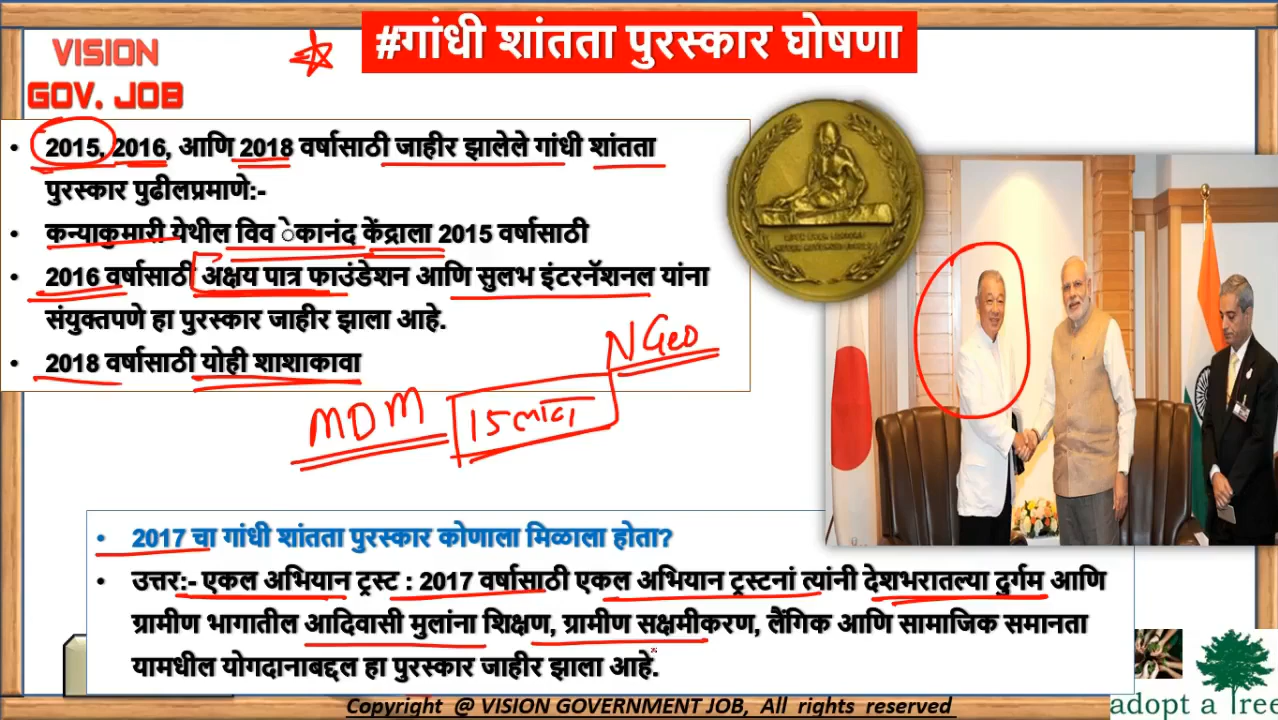 #गांधी शांतता पुरस्कार घोषणा
VISION
GOV. JOB
• 2015, 2016, आणि 2018 वर्षासाठी जाहीर झालेले गांधी शांतता
पुरस्कार पुढीलप्रमाणे:-
• कन्याकुमारी येथील विव ेकानंद केंद्राला 2015 वर्षासाठी
• 2016 वर्षासाठी अक्षय पात्र फाउंडेशन आणि सुलभ इंटरनॅशनल यांना
संयुक्तपणे हा पुरस्कार जाहीर झाला आहे.
• 2018 वर्षासाठी योही शाशाकावा
NGeo
MDM 15 लाख
• 2017 चा गांधी शांतता पुरस्कार कोणाला मिळाला होता?
• उत्तर:- एकल अभियान ट्रस्ट : 2017 वर्षासाठी एकल अभियान ट्रस्टनां त्यांनी देशभरातल्या दुर्गम आणि
ग्रामीण भागातील आदिवासी मुलांना शिक्षण, ग्रामीण सक्षमीकरण, लैंगिक आणि सामाजिक समानता
यामधील योगदानाबद्दल हा पुरस्कार जाहीर झाला आहे.
Copyright @ VISION GOVERNMENT JOB, All rights reserved
adopt a Tree